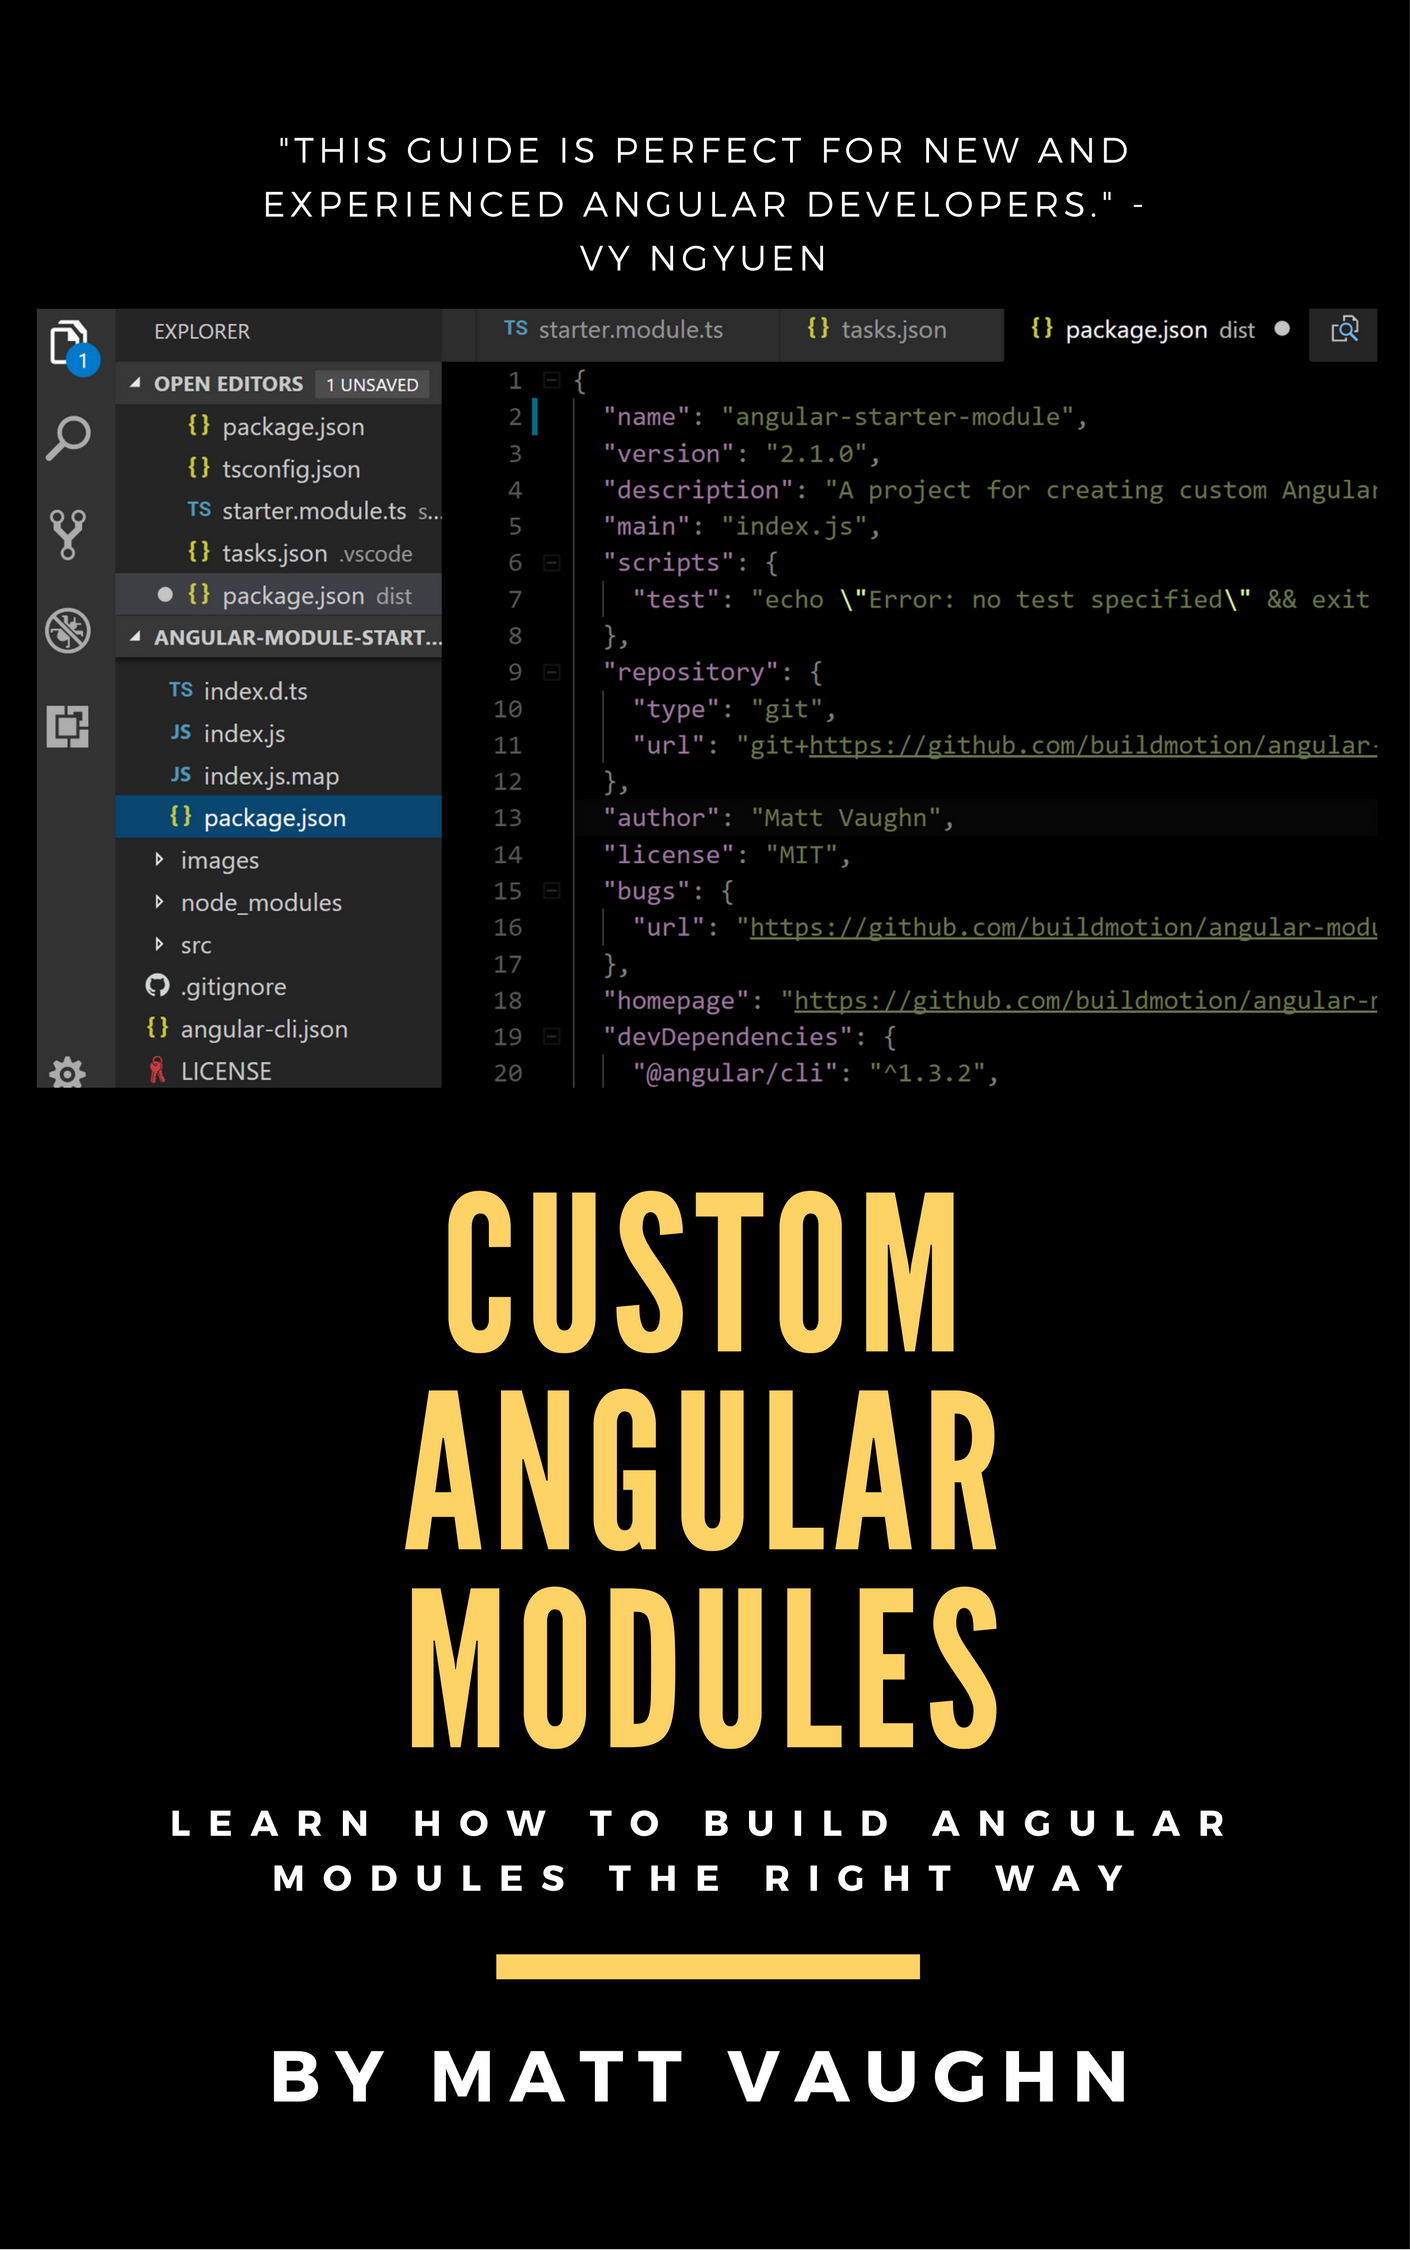 "THIS GUIDE IS PERFECT FOR NEW AND
EXPERIENCED ANGULAR DEVELOPERS." -
VY NGYUEN
EXPLORER
1
OPEN EDITORS 1 UNSAVED
{} package.json
{} tsconfig.json
TS starter.module.ts s...
{} tasks.json .vscode
{} package.json dist
ANGULAR-MODULE-START...
TS index.d.ts
JS index.js
JS index.js.map
{} package.json
images
node_modules
src
.gitignore
{} angular-cli.json
LICENSE
TS starter.module.ts {} tasks.json {} package.json dist
1 {
2 "name": "angular-starter-module",
3 "version": "2.1.0",
4 "description": "A project for creating custom Angular
5 "main": "index.js",
6 "scripts": {
7 "test": "echo \"Error: no test specified\" && exit
8 },
9 "repository": {
10 "type": "git",
11 "url": "git+https://github.com/buildmotion/angular-
12 },
13 "author": "Matt Vaughn",
14 "license": "MIT",
15 "bugs": {
16 "url": "https://github.com/buildmotion/angular-modu
17 },
18 "homepage": "https://github.com/buildmotion/angular-
19 "devDependencies": {
20 "@angular/cli": "^1.3.2",
CUSTOM
ANGULAR
MODULES
LEARN HOW TO BUILD ANGULAR
MODULES THE RIGHT WAY
BY MATT VAUGHN